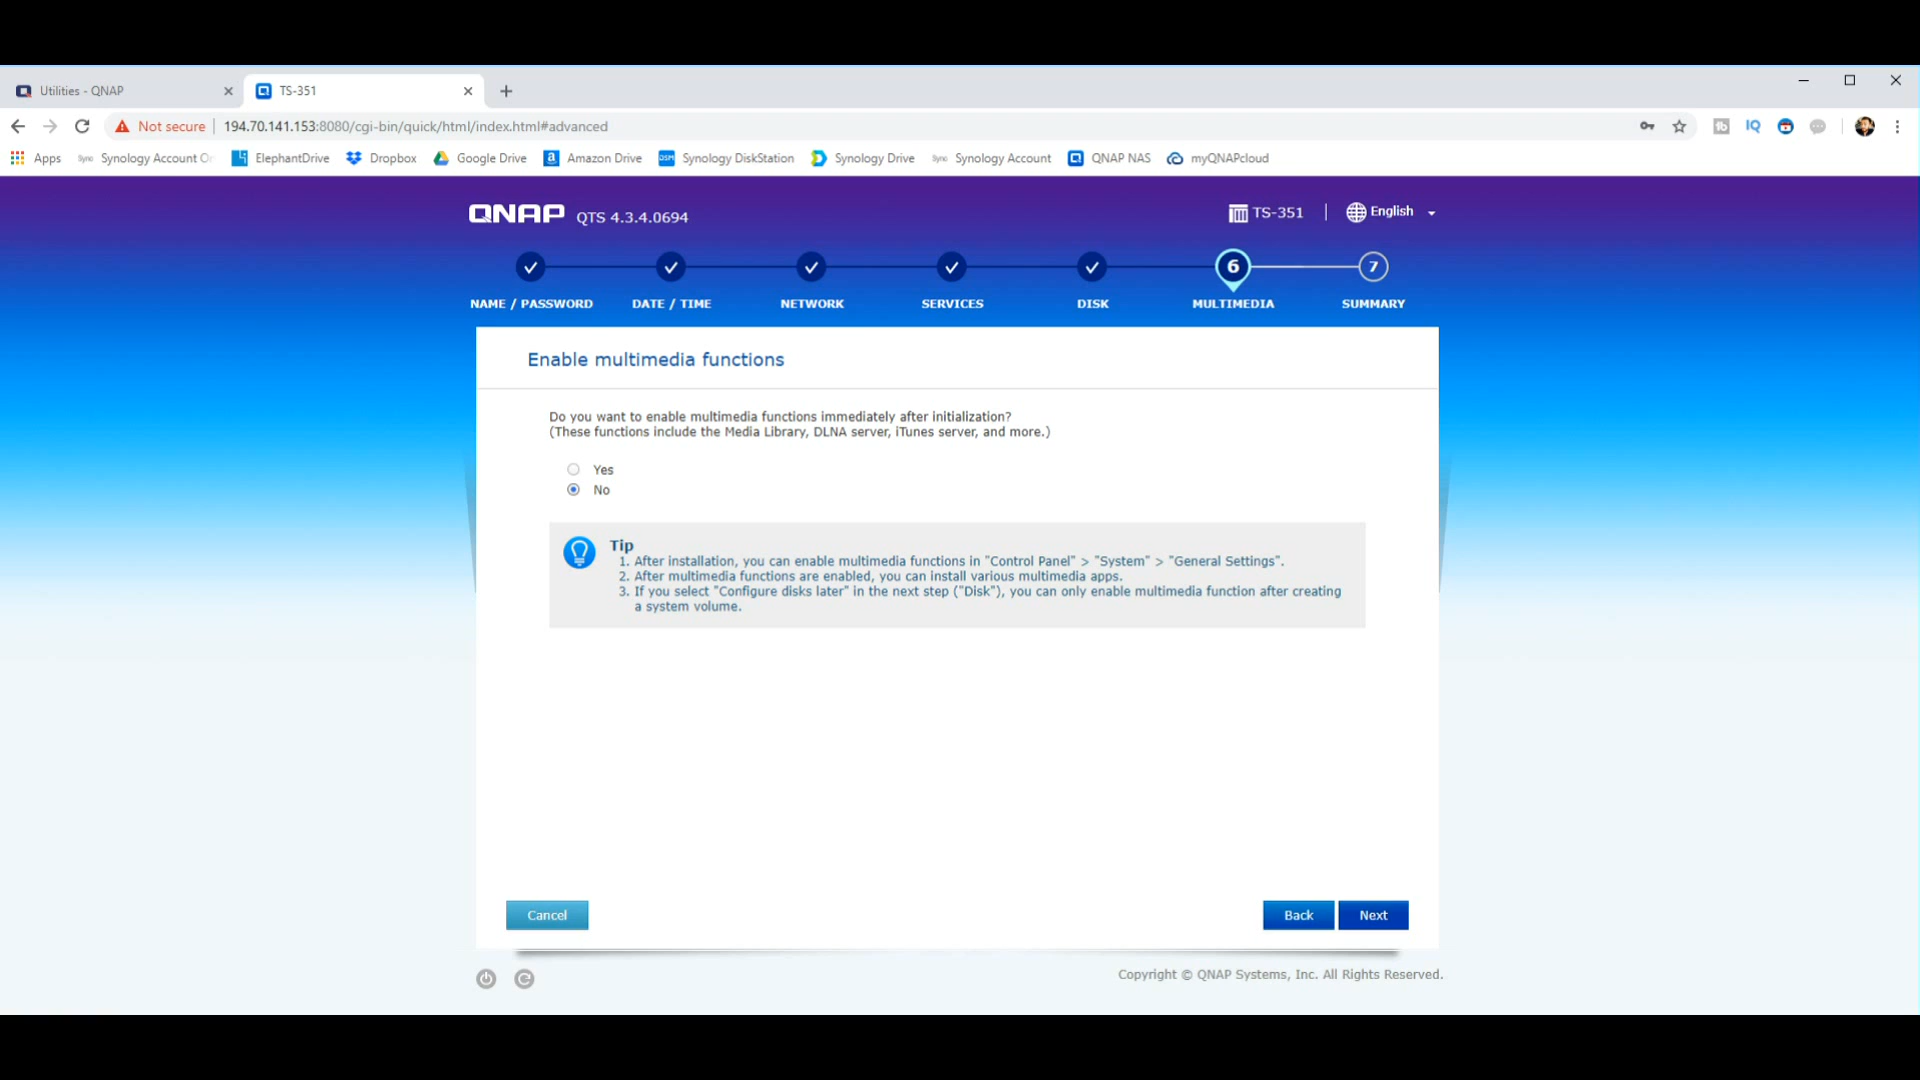 Utilities - QNAP
TS-351
Not secure
194.70.141.153:8080/cgi-bin/quick/html/index.html#advanced
IQ
Apps
Synology Account O
ElephantDrive
Dropbox
Google Drive
Amazon Drive
Synology DiskStation
Synology Drive
Synology Account
QNAP NAS
myQNAPcloud
QNAP QTS 4.3.4.0694
TS-351
English
6
7
NAME / PASSWORD
DATE / TIME
NETWORK
SERVICES
DISK
MULTIMEDIA
SUMMARY
Enable multimedia functions
Do you want to enable multimedia functions immediately after initialization?
(These functions include the Media Library, DLNA server, iTunes server, and more.)
Yes
No
Tip
1. After installation, you can enable multimedia functions in "Control Panel" > "System" > "General Settings".
2. After multimedia functions are enabled, you can install various multimedia apps.
3. If you select "Configure disks later" in the next step ("Disk"), you can only enable multimedia function after creating
a system volume.
Cancel
Back
Next
Copyright © QNAP Systems, Inc. All Rights Reserved.